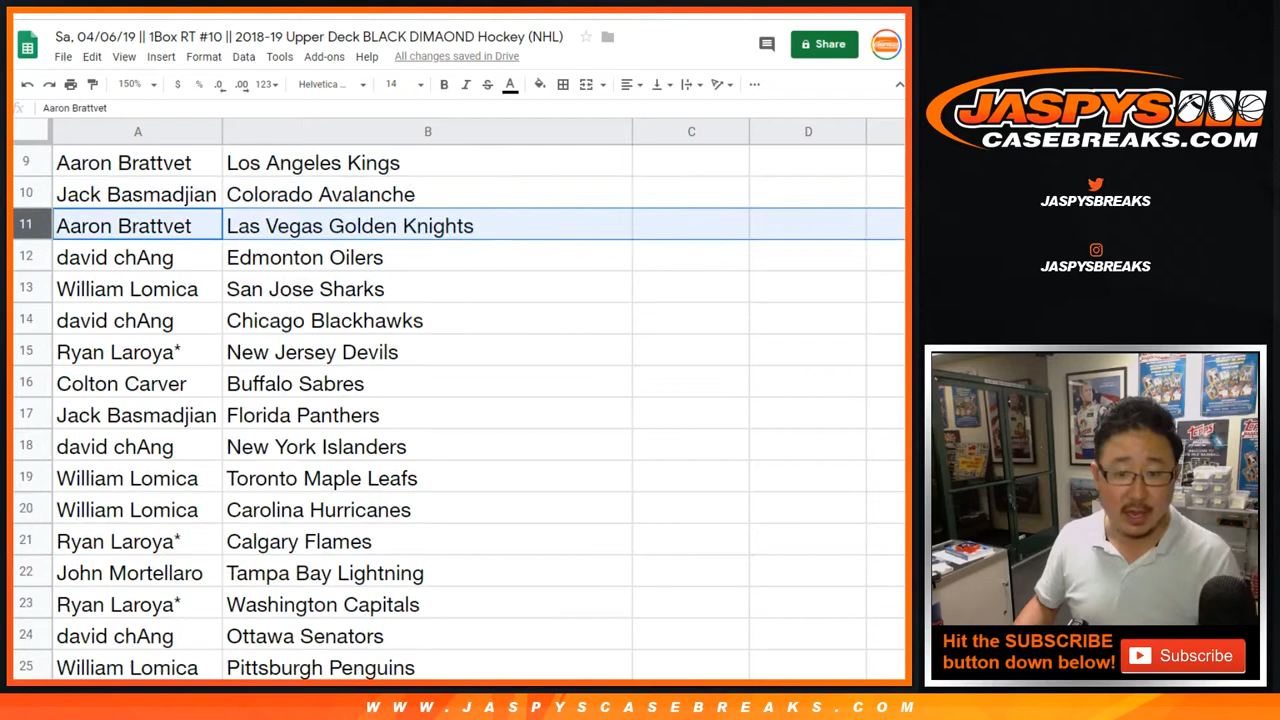 Sa, 04/06/19 || 1Box RT #10 || 2018-19 Upper Deck BLACK DIMAOND Hockey (NHL)
File Edit View Insert Format Data Tools Add-ons Help All changes saved in Drive
Share
150% $ % .0 .00 123 Helvetica ... 14 B I S A
fx Aaron Brattvet
A B C D
9 Aaron Brattvet Los Angeles Kings
10 Jack Basmadjian Colorado Avalanche
11 Aaron Brattvet Las Vegas Golden Knights
12 david chAng Edmonton Oilers
13 William Lomica San Jose Sharks
14 david chAng Chicago Blackhawks
15 Ryan Laroya* New Jersey Devils
16 Colton Carver Buffalo Sabres
17 Jack Basmadjian Florida Panthers
18 david chAng New York Islanders
19 William Lomica Toronto Maple Leafs
20 William Lomica Carolina Hurricanes
21 Ryan Laroya* Calgary Flames
22 John Mortellaro Tampa Bay Lightning
23 Ryan Laroya* Washington Capitals
24 david chAng Ottawa Senators
25 William Lomica Pittsburgh Penguins
JASPYS
CASEBREAKS.COM
JASPYSBREAKS
JASPYSBREAKS
TOPPS
Hit the SUBSCRIBE
button down below!
Subscribe
WWW.JASPYSCASEBREAKS.COM